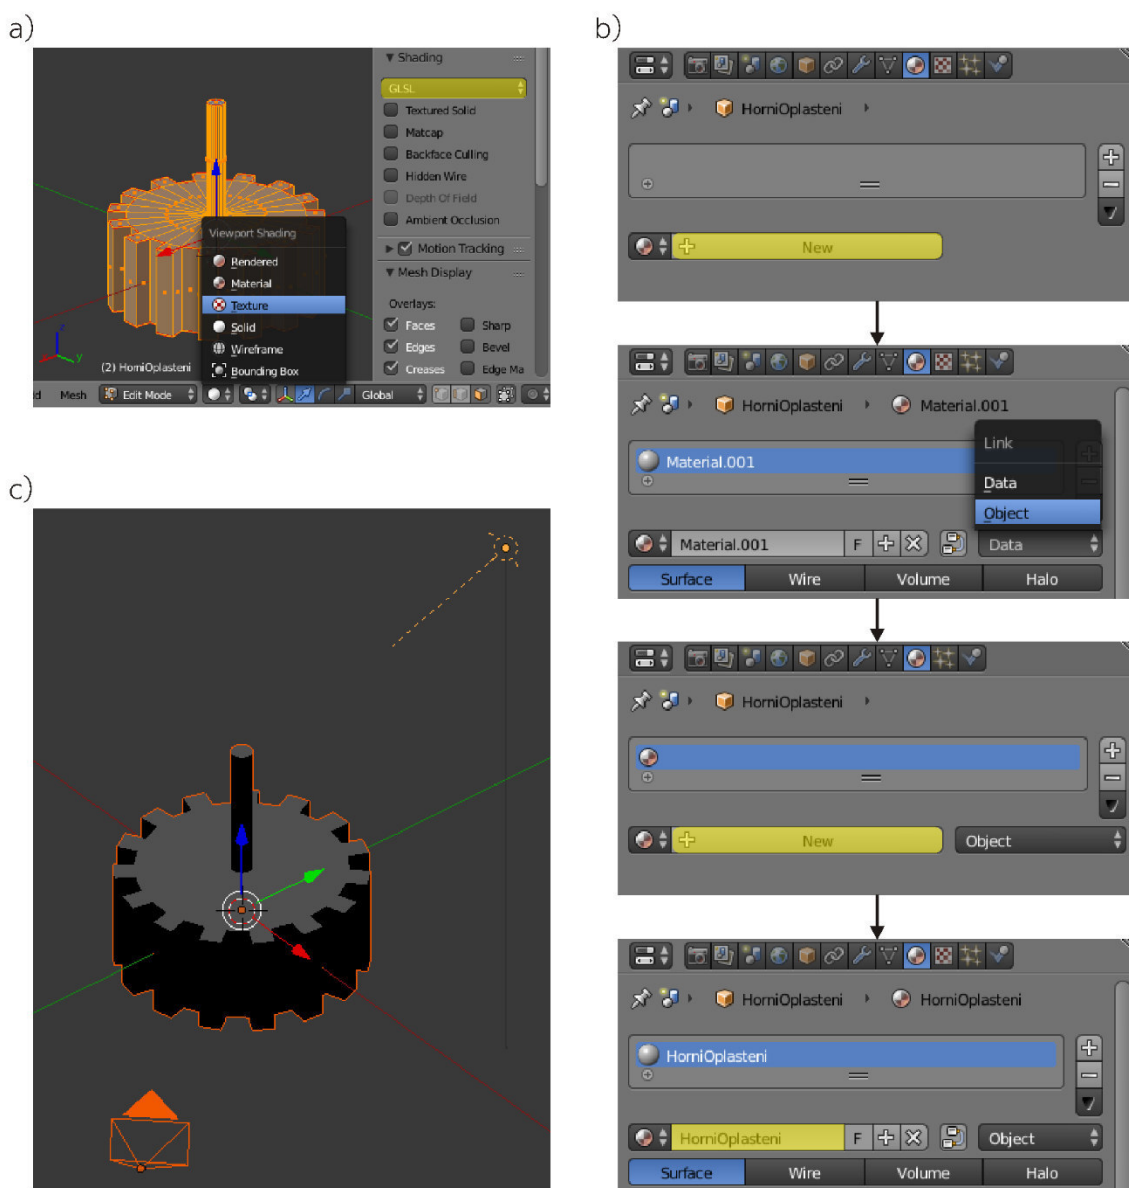 a)
Shading
GLSL
Textured Solid
Matcap
Backface Culling
Hidden Wire
Depth Of Field
Ambient Occlusion
Motion Tracking
Mesh Display
Overlays:
Faces Sharp
Edges Bevel
Creases Edge Ma
Viewport Shading
Rendered
Material
Texture
Solid
Wireframe
Bounding Box
z
x y
(2) HorniOplasteni
d Mesh Edit Mode Global
b)
HorniOplasteni
New
HorniOplasteni Material.001
Link
Data
Object
Material.001
Material.001 F Data
Surface Wire Volume Halo
HorniOplasteni
New Object
HorniOplasteni HorniOplasteni
HorniOplasteni
HorniOplasteni F Object
Surface Wire Volume Halo
c)